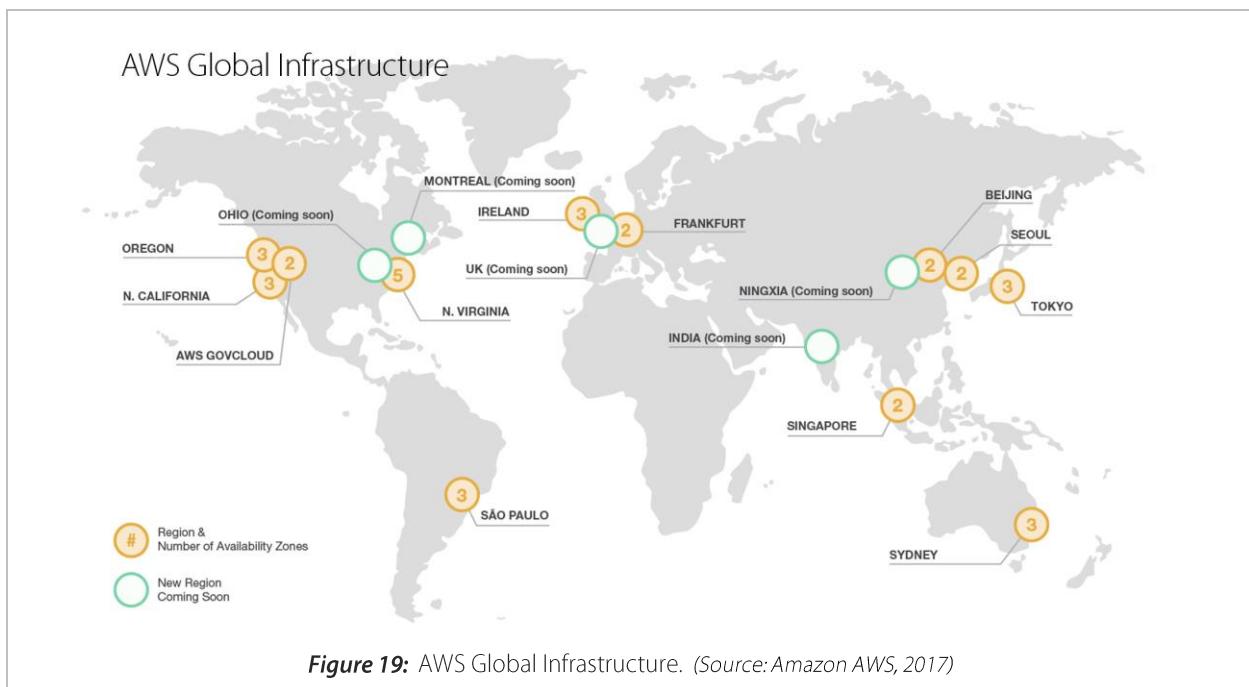 AWS Global Infrastructure
MONTREAL (Coming soon)
OHIO (Coming soon)
IRELAND
3
FRANKFURT
2
BEIJING
SEOUL
OREGON
3
2
UK (Coming soon)
2
2
N. CALIFORNIA
3
5
N. VIRGINIA
NINGXIA (Coming soon)
3
TOKYO
AWS GOVCLOUD
INDIA (Coming soon)
SINGAPORE
2
3
SÃO PAULO
3
SYDNEY
# Region &
Number of Availability Zones
New Region
Coming Soon
Figure 19: AWS Global Infrastructure. (Source: Amazon AWS, 2017)